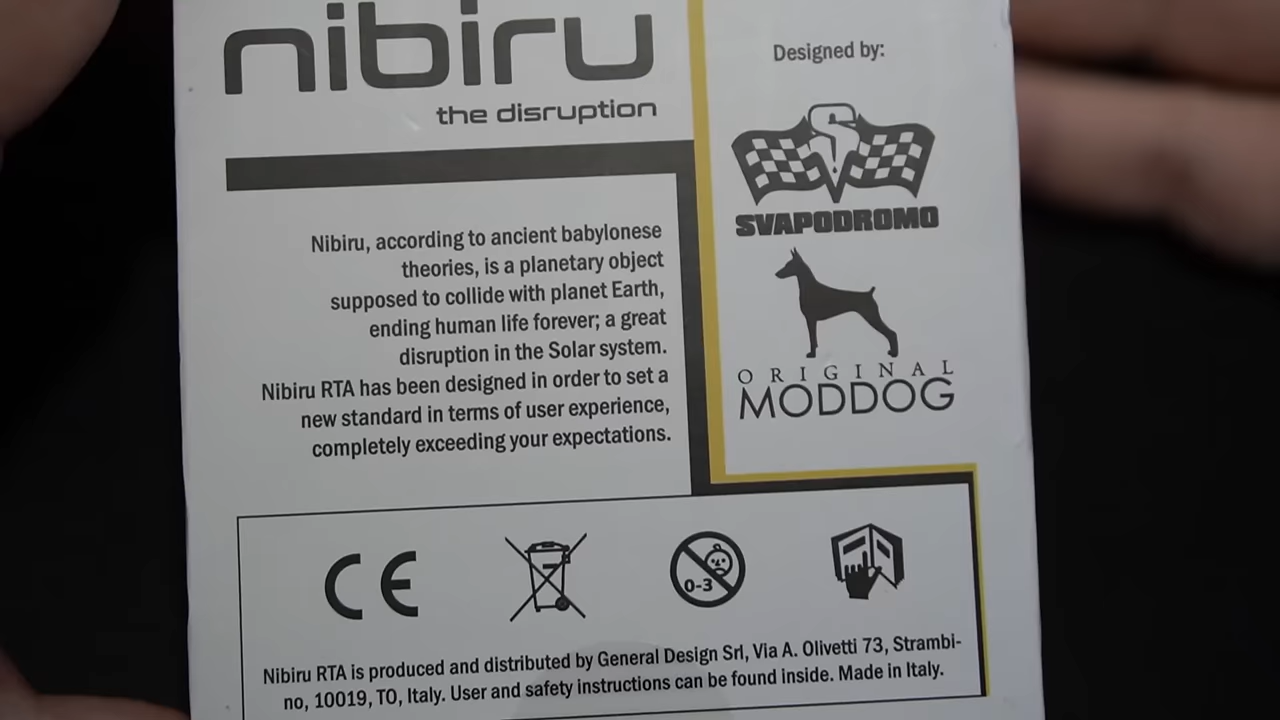 nibiru
the disruption
Nibiru, according to ancient babylonese
theories, is a planetary object
supposed to collide with planet Earth,
ending human life forever; a great
disruption in the Solar system.
Nibiru RTA has been designed in order to set a
new standard in terms of user experience,
completely exceeding your expectations.
Designed by:
S
SVAPODROMO
ORIGINAL
MODDOG
CE
0-3
Nibiru RTA is produced and distributed by General Design Srl, Via A. Olivetti 73, Strambi-
no, 10019, TO, Italy. User and safety instructions can be found inside. Made in Italy.